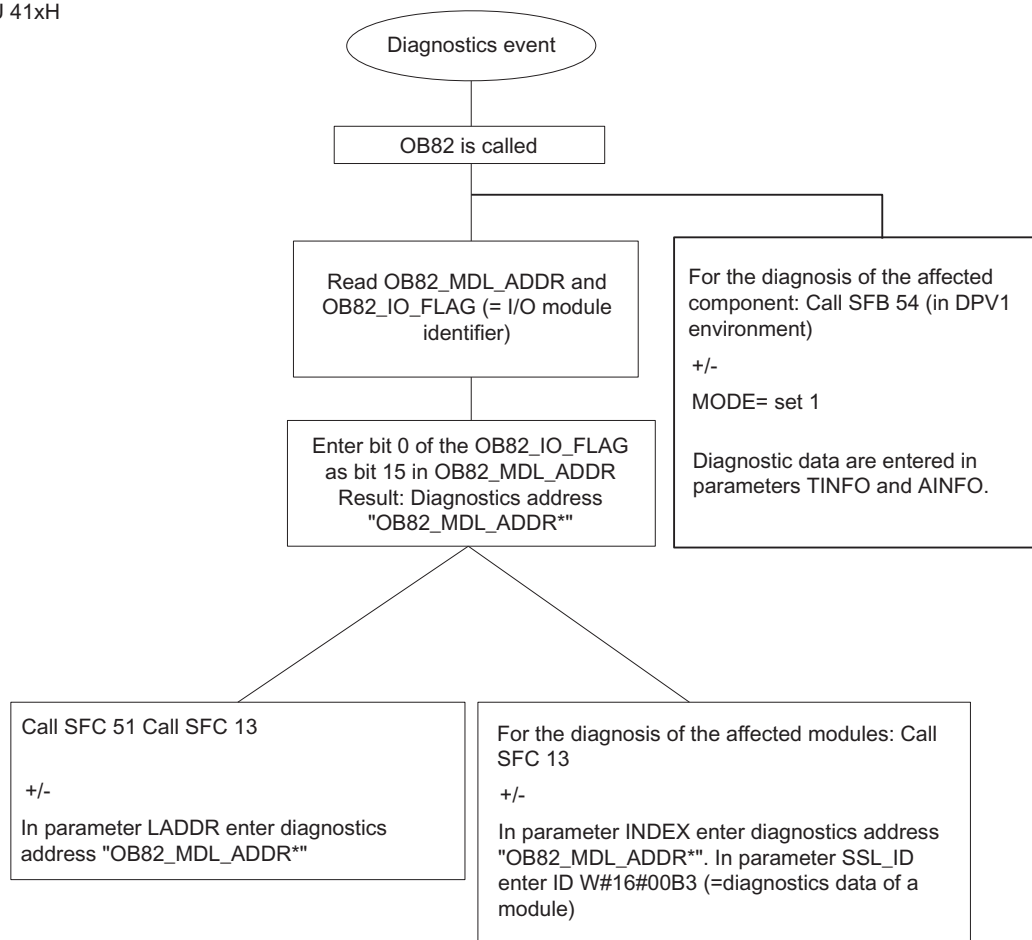 41xH
Diagnostics event
OB82 is called
Read OB82_MDL_ADDR and
OB82_IO_FLAG (= I/O module
identifier)
For the diagnosis of the affected
component: Call SFB 54 (in DPV1
environment)
+/-
MODE= set 1
Diagnostic data are entered in
parameters TINFO and AINFO.
Enter bit 0 of the OB82_IO_FLAG
as bit 15 in OB82_MDL_ADDR
Result: Diagnostics address
"OB82_MDL_ADDR*"
Call SFC 51 Call SFC 13
+/-
In parameter LADDR enter diagnostics
address "OB82_MDL_ADDR*"
For the diagnosis of the affected modules: Call
SFC 13
+/-
In parameter INDEX enter diagnostics address
"OB82_MDL_ADDR*". In parameter SSL_ID
enter ID W#16#00B3 (=diagnostics data of a
module)